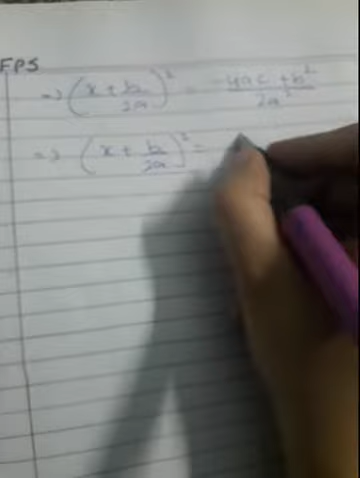 FPS
=> (x + b/2a)² = -4ac + b²/2a²
=> (x + b/2a)² =